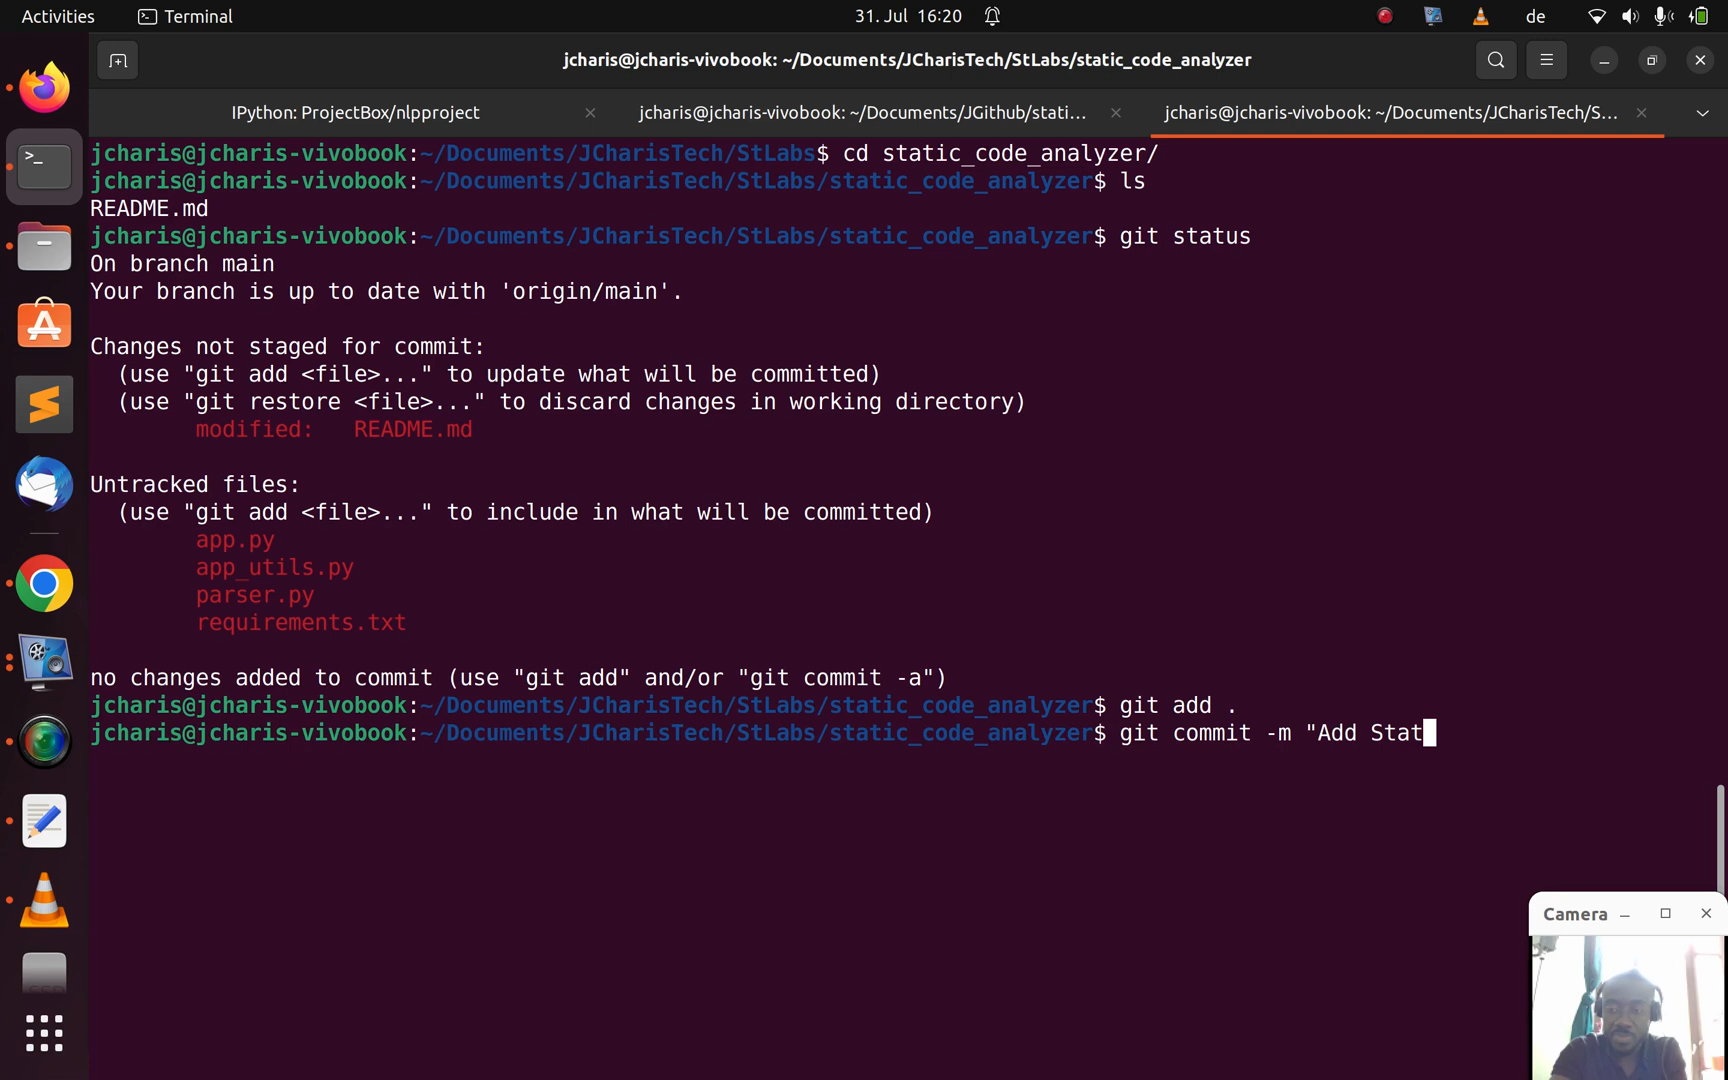 Activities
Terminal
31. Jul 16:20
de
jcharis@jcharis-vivobook: ~/Documents/JCharisTech/StLabs/static_code_analyzer
IPython: ProjectBox/nlpproject
jcharis@jcharis-vivobook: ~/Documents/JGithub/stati...
jcharis@jcharis-vivobook: ~/Documents/JCharisTech/S...
jcharis@jcharis-vivobook:~/Documents/JCharisTech/StLabs$ cd static_code_analyzer/
jcharis@jcharis-vivobook:~/Documents/JCharisTech/StLabs/static_code_analyzer$ ls
README.md
jcharis@jcharis-vivobook:~/Documents/JCharisTech/StLabs/static_code_analyzer$ git status
On branch main
Your branch is up to date with 'origin/main'.
Changes not staged for commit:
(use "git add <file>..." to update what will be committed)
(use "git restore <file>..." to discard changes in working directory)
modified: README.md
Untracked files:
(use "git add <file>..." to include in what will be committed)
app.py
app_utils.py
parser.py
requirements.txt
no changes added to commit (use "git add" and/or "git commit -a")
jcharis@jcharis-vivobook:~/Documents/JCharisTech/StLabs/static_code_analyzer$ git add .
jcharis@jcharis-vivobook:~/Documents/JCharisTech/StLabs/static_code_analyzer$ git commit -m "Add Stat
Camera